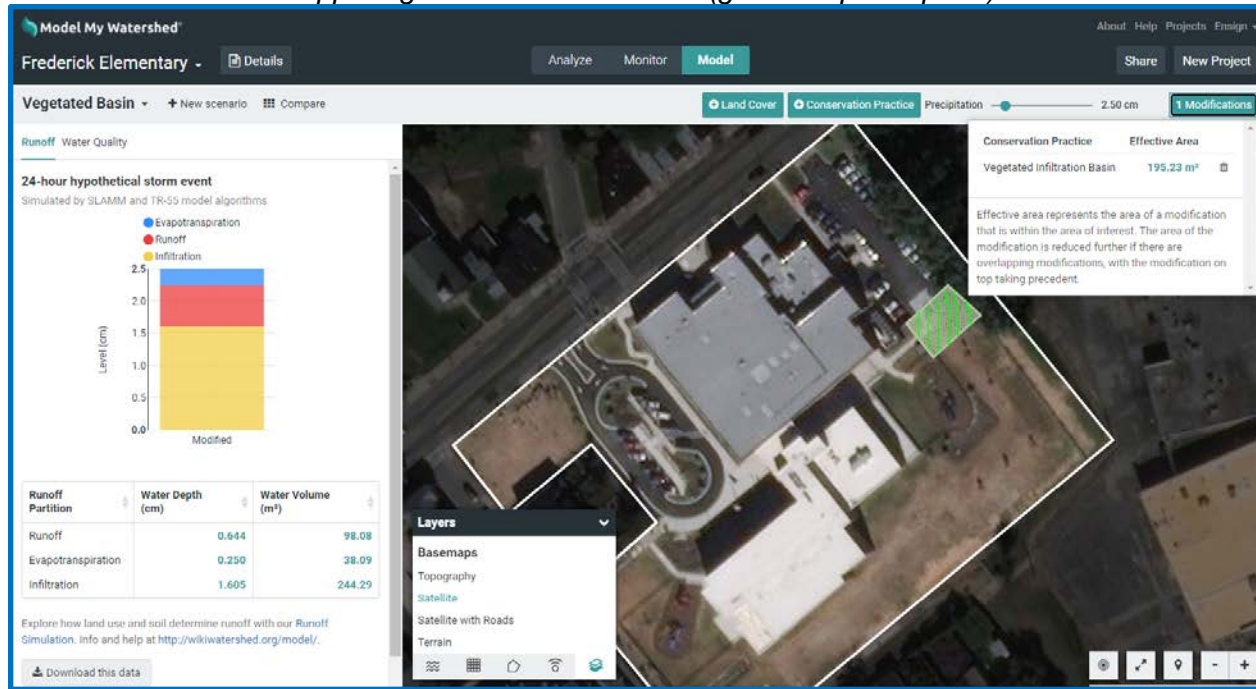 Model My Watershed®
About Help Projects Ensign
Frederick Elementary
Details
Analyze Monitor Model
Share New Project
Vegetated Basin
+ New scenario
Compare
Land Cover
Conservation Practice
Precipitation
2.50 cm
1 Modifications
Runoff Water Quality
24-hour hypothetical storm event
Simulated by SLAMM and TR-55 model algorithms
Evapotranspiration
Runoff
Infiltration
2.5
2.0
1.5
1.0
0.5
0.0
Level (cm)
Modified
Runoff Partition Water Depth (cm) Water Volume (m³)
Runoff 0.644 98.08
Evapotranspiration 0.250 38.09
Infiltration 1.605 244.29
Explore how land use and soil determine runoff with our Runoff
Simulation. Info and help at http://wikiwatershed.org/model/.
Download this data
Conservation Practice Effective Area
Vegetated Infiltration Basin 195.23 m²
Effective area represents the area of a modification
that is within the area of interest. The area of the
modification is reduced further if there are
overlapping modifications, with the modification on
top taking precedent.
Layers
Basemaps
Topography
Satellite
Satellite with Roads
Terrain
- +